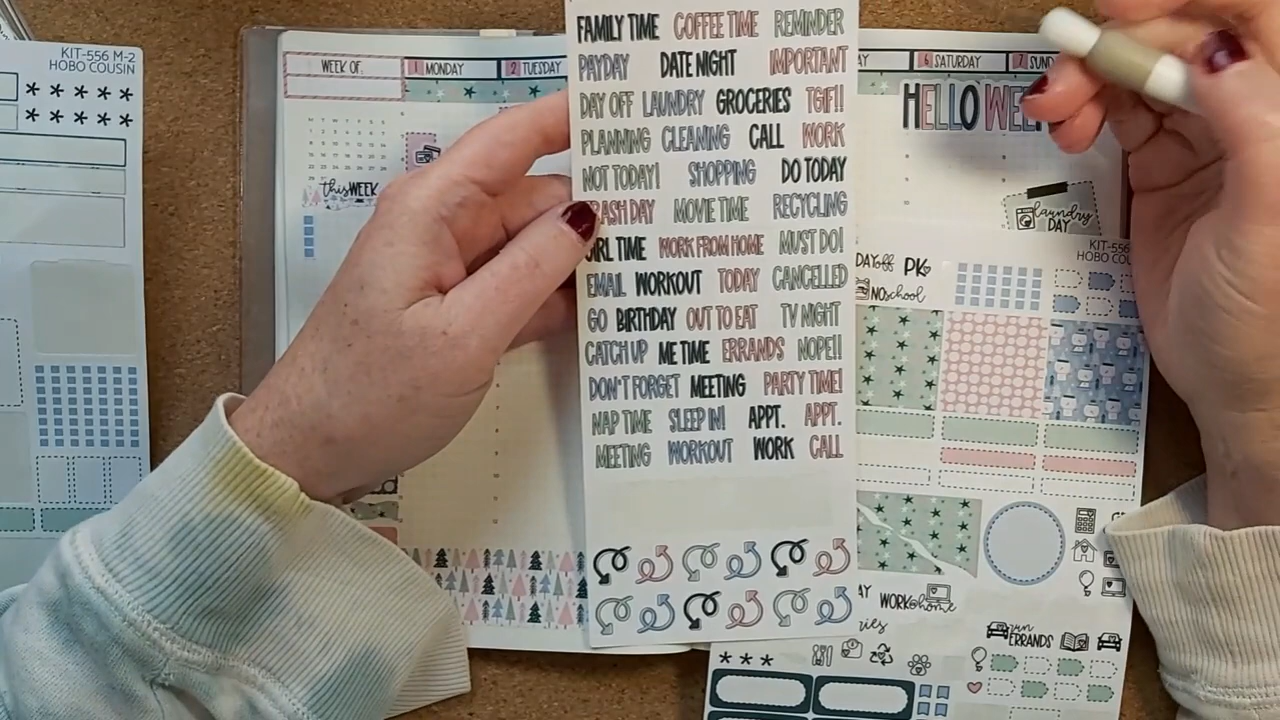 KIT-556 M-2
HOBO COUSIN
WEEK OF:
1 MONDAY
2 TUESDAY
6 SATURDAY
7
this WEEK
HELLO
laundry
DAY
FAMILY TIME COFFEE TIME REMINDER
PAYDAY DATE NIGHT IMPORTANT
DAY OFF LAUNDRY GROCERIES TGIF!!
PLANNING CLEANING CALL WORK
NOT TODAY! SHOPPING DO TODAY
TRASH DAY MOVIE TIME RECYCLING
GIRL TIME WORK FROM HOME MUST DO!
EMAIL WORKOUT TODAY CANCELLED
GO BIRTHDAY OUT TO EAT TV NIGHT
CATCH UP ME TIME ERRANDS NOPE!!
DON'T FORGET MEETING PARTY TIME!
NAP TIME SLEEP IN! APPT. APPT.
MEETING WORKOUT WORK CALL
KIT-556
HOBO
DAY off PK
NO school
WORK@home
run
ERRANDS